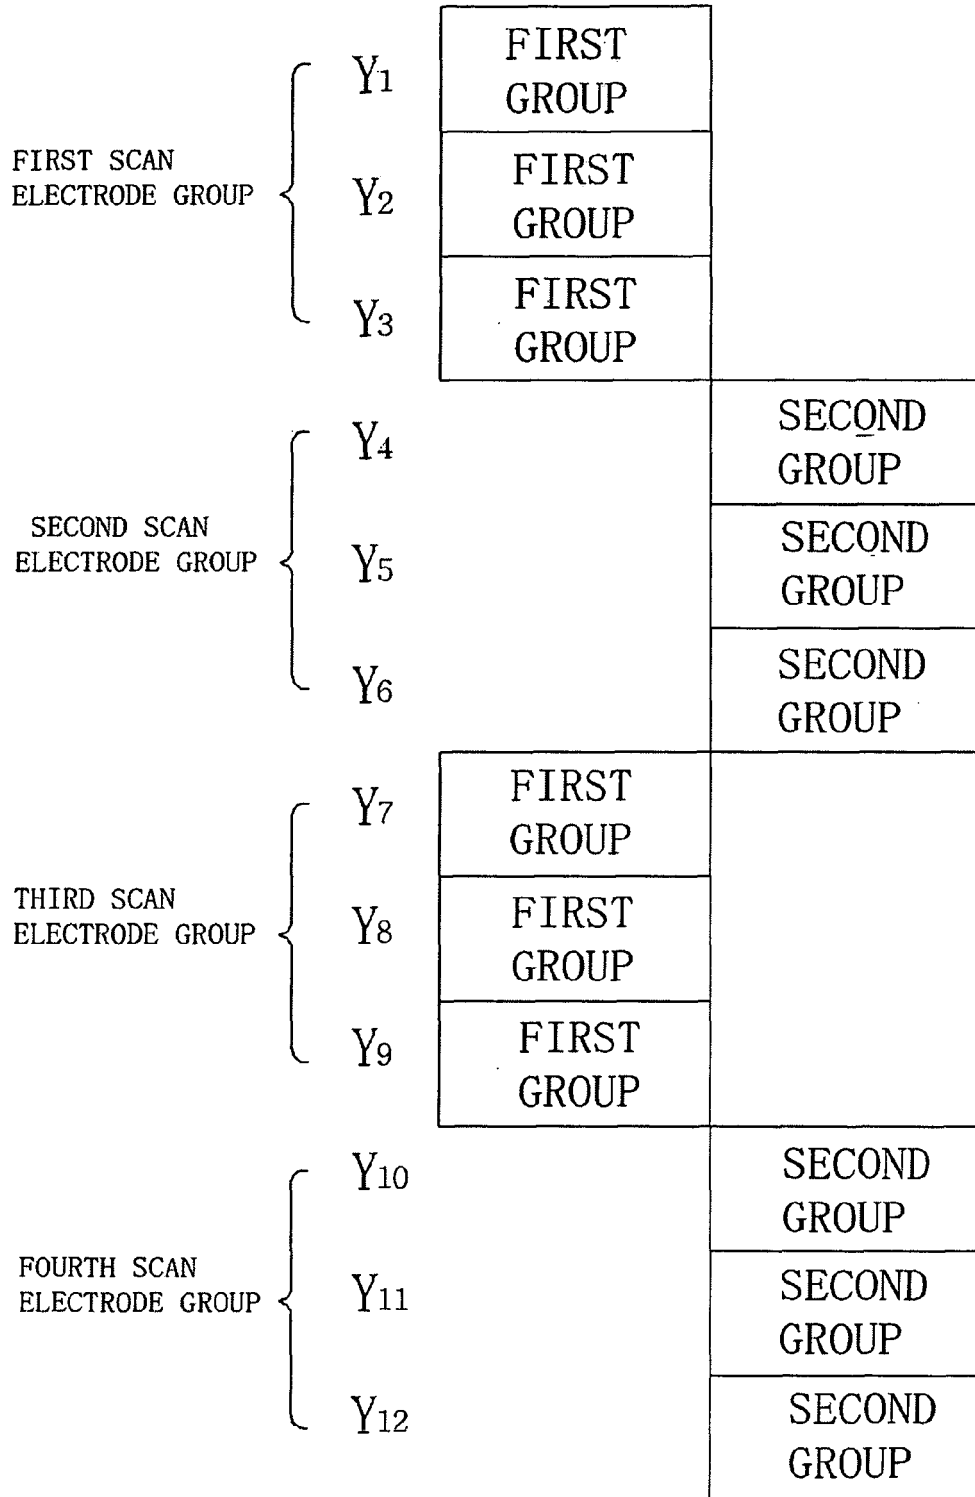 FIRST SCAN
ELECTRODE GROUP
Y1
FIRST
GROUP
Y2
FIRST
GROUP
Y3
FIRST
GROUP
SECOND SCAN
ELECTRODE GROUP
Y4
SECOND
GROUP
Y5
SECOND
GROUP
Y6
SECOND
GROUP
THIRD SCAN
ELECTRODE GROUP
Y7
FIRST
GROUP
Y8
FIRST
GROUP
Y9
FIRST
GROUP
FOURTH SCAN
ELECTRODE GROUP
Y10
SECOND
GROUP
Y11
SECOND
GROUP
Y12
SECOND
GROUP